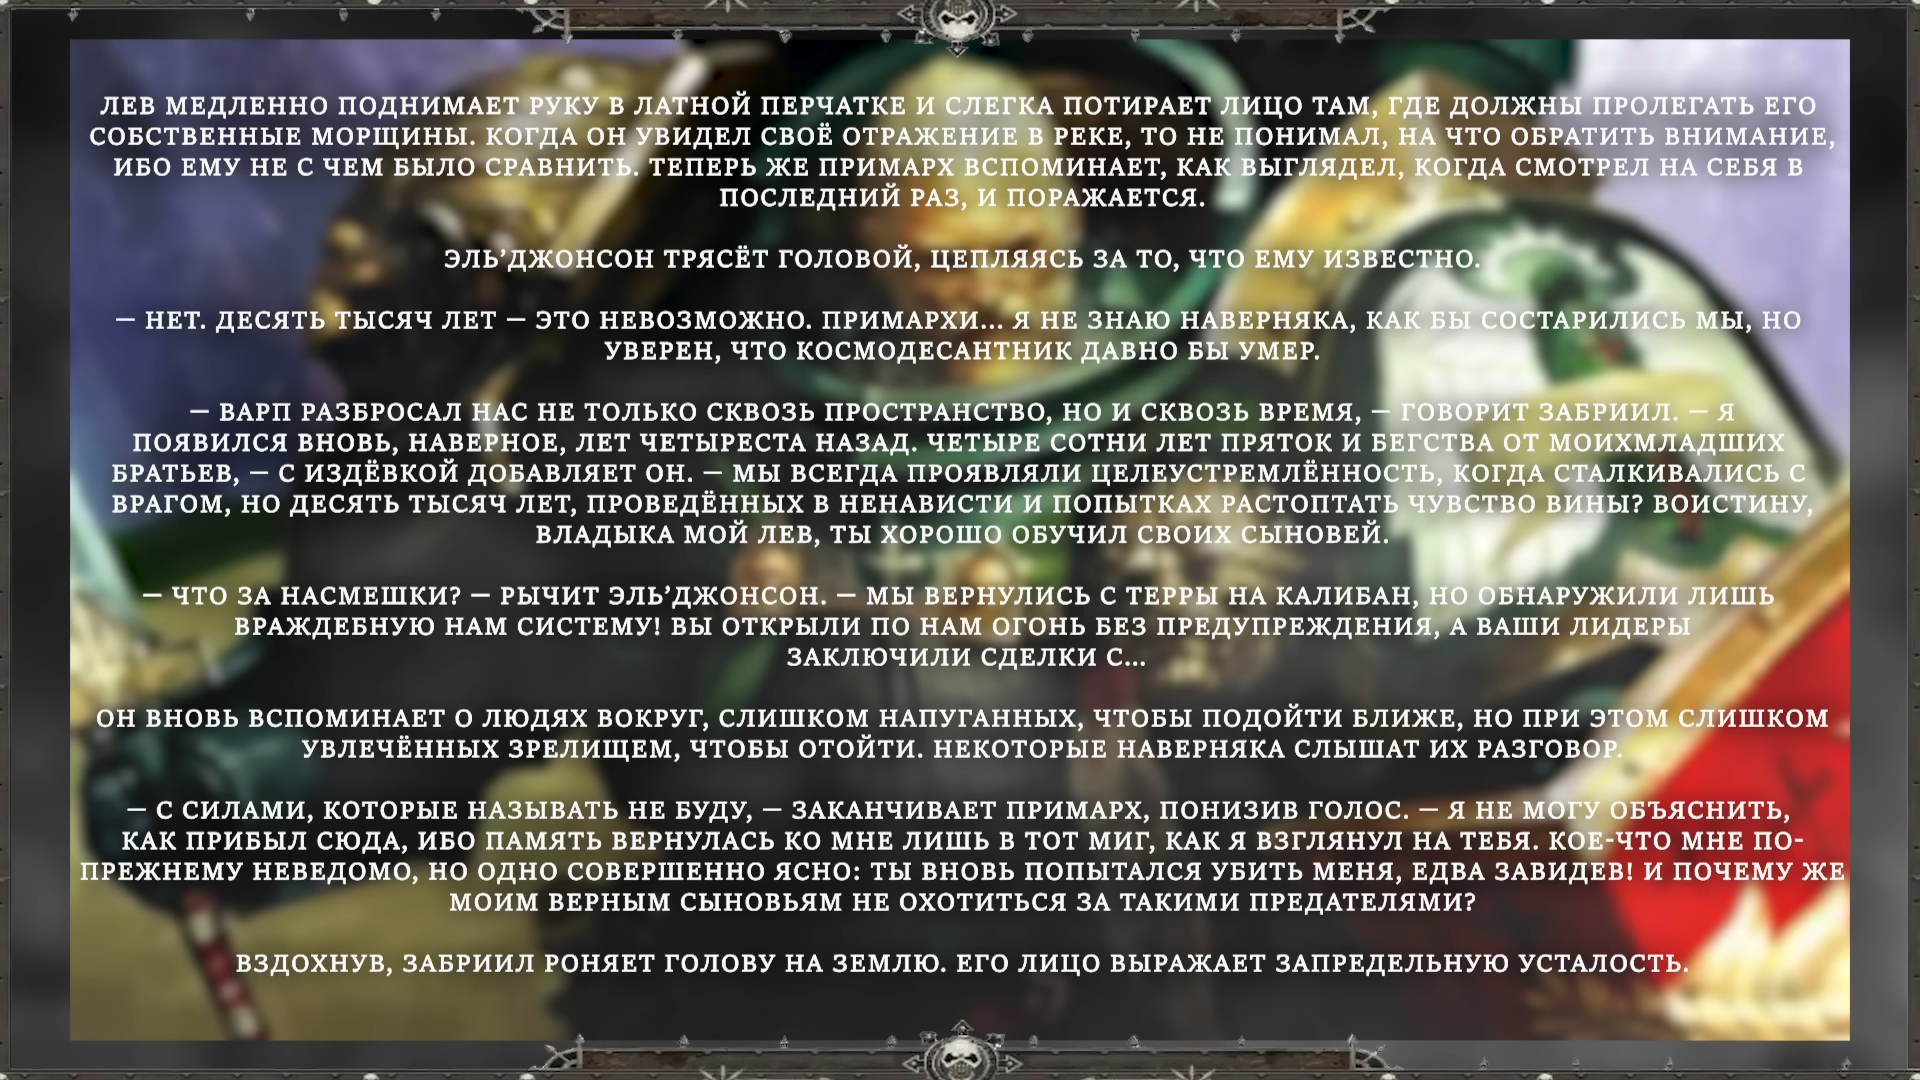 ЛЕВ МЕДЛЕННО ПОДНИМАЕТ РУКУ В ЛАТНОЙ ПЕРЧАТКЕ И СЛЕГКА ПОТИРАЕТ ЛИЦО ТАМ, ГДЕ ДОЛЖНЫ ПРОЛЕГАТЬ ЕГО
СОБСТВЕННЫЕ МОРЩИНЫ. КОГДА ОН УВИДЕЛ СВОЁ ОТРАЖЕНИЕ В РЕКЕ, ТО НЕ ПОНИМАЛ, НА ЧТО ОБРАТИТЬ ВНИМАНИЕ,
ИБО ЕМУ НЕ С ЧЕМ БЫЛО СРАВНИТЬ. ТЕПЕРЬ ЖЕ ПРИМАРХ ВСПОМИНАЕТ, КАК ВЫГЛЯДЕЛ, КОГДА СМОТРЕЛ НА СЕБЯ В
ПОСЛЕДНИЙ РАЗ, И ПОРАЖАЕТСЯ.
ЭЛЬ’ДЖОНСОН ТРЯСЁТ ГОЛОВОЙ, ЦЕПЛЯЯСЬ ЗА ТО, ЧТО ЕМУ ИЗВЕСТНО.
— НЕТ. ДЕСЯТЬ ТЫСЯЧ ЛЕТ — ЭТО НЕВОЗМОЖНО. ПРИМАРХИ... Я НЕ ЗНАЮ НАВЕРНЯКА, КАК БЫ СОСТАРИЛИСЬ МЫ, НО
УВЕРЕН, ЧТО КОСМОДЕСАНТНИК ДАВНО БЫ УМЕР.
— ВАРП РАЗБРОСАЛ НАС НЕ ТОЛЬКО СКВОЗЬ ПРОСТРАНСТВО, НО И СКВОЗЬ ВРЕМЯ, — ГОВОРИТ ЗАБРИИЛ. — Я
ПОЯВИЛСЯ ВНОВЬ, НАВЕРНОЕ, ЛЕТ ЧЕТЫРЕСТА НАЗАД. ЧЕТЫРЕ СОТНИ ЛЕТ ПРЯТОК И БЕГСТВА ОТ МОИХМЛАДШИХ
БРАТЬЕВ, — С ИЗДЁВКОЙ ДОБАВЛЯЕТ ОН. — МЫ ВСЕГДА ПРОЯВЛЯЛИ ЦЕЛЕУСТРЕМЛЁННОСТЬ, КОГДА СТАЛКИВАЛИСЬ С
ВРАГОМ, НО ДЕСЯТЬ ТЫСЯЧ ЛЕТ, ПРОВЕДЁННЫХ В НЕНАВИСТИ И ПОПЫТКАХ РАСТОПТАТЬ ЧУВСТВО ВИНЫ? ВОИСТИНУ,
ВЛАДЫКА МОЙ ЛЕВ, ТЫ ХОРОШО ОБУЧИЛ СВОИХ СЫНОВЕЙ.
— ЧТО ЗА НАСМЕШКИ? — РЫЧИТ ЭЛЬ’ДЖОНСОН. — МЫ ВЕРНУЛИСЬ С ТЕРРЫ НА КАЛИБАН, НО ОБНАРУЖИЛИ ЛИШЬ
ВРАЖДЕБНУЮ НАМ СИСТЕМУ! ВЫ ОТКРЫЛИ ПО НАМ ОГОНЬ БЕЗ ПРЕДУПРЕЖДЕНИЯ, А ВАШИ ЛИДЕРЫ
ЗАКЛЮЧИЛИ СДЕЛКИ С...
ОН ВНОВЬ ВСПОМИНАЕТ О ЛЮДЯХ ВОКРУГ, СЛИШКОМ НАПУГАННЫХ, ЧТОБЫ ПОДОЙТИ БЛИЖЕ, НО ПРИ ЭТОМ СЛИШКОМ
УВЛЕЧЁННЫХ ЗРЕЛИЩЕМ, ЧТОБЫ ОТОЙТИ. НЕКОТОРЫЕ НАВЕРНЯКА СЛЫШАТ ИХ РАЗГОВОР.
— С СИЛАМИ, КОТОРЫЕ НАЗЫВАТЬ НЕ БУДУ, — ЗАКАНЧИВАЕТ ПРИМАРХ, ПОНИЗИВ ГОЛОС. — Я НЕ МОГУ ОБЪЯСНИТЬ,
КАК ПРИБЫЛ СЮДА, ИБО ПАМЯТЬ ВЕРНУЛАСЬ КО МНЕ ЛИШЬ В ТОТ МИГ, КАК Я ВЗГЛЯНУЛ НА ТЕБЯ. КОЕ-ЧТО МНЕ ПО-
ПРЕЖНЕМУ НЕВЕДОМО, НО ОДНО СОВЕРШЕННО ЯСНО: ТЫ ВНОВЬ ПОПЫТАЛСЯ УБИТЬ МЕНЯ, ЕДВА ЗАВИДЕВ! И ПОЧЕМУ ЖЕ
МОИМ ВЕРНЫМ СЫНОВЬЯМ НЕ ОХОТИТЬСЯ ЗА ТАКИМИ ПРЕДАТЕЛЯМИ?
ВЗДОХНУВ, ЗАБРИИЛ РОНЯЕТ ГОЛОВУ НА ЗЕМЛЮ. ЕГО ЛИЦО ВЫРАЖАЕТ ЗАПРЕДЕЛЬНУЮ УСТАЛОСТЬ.